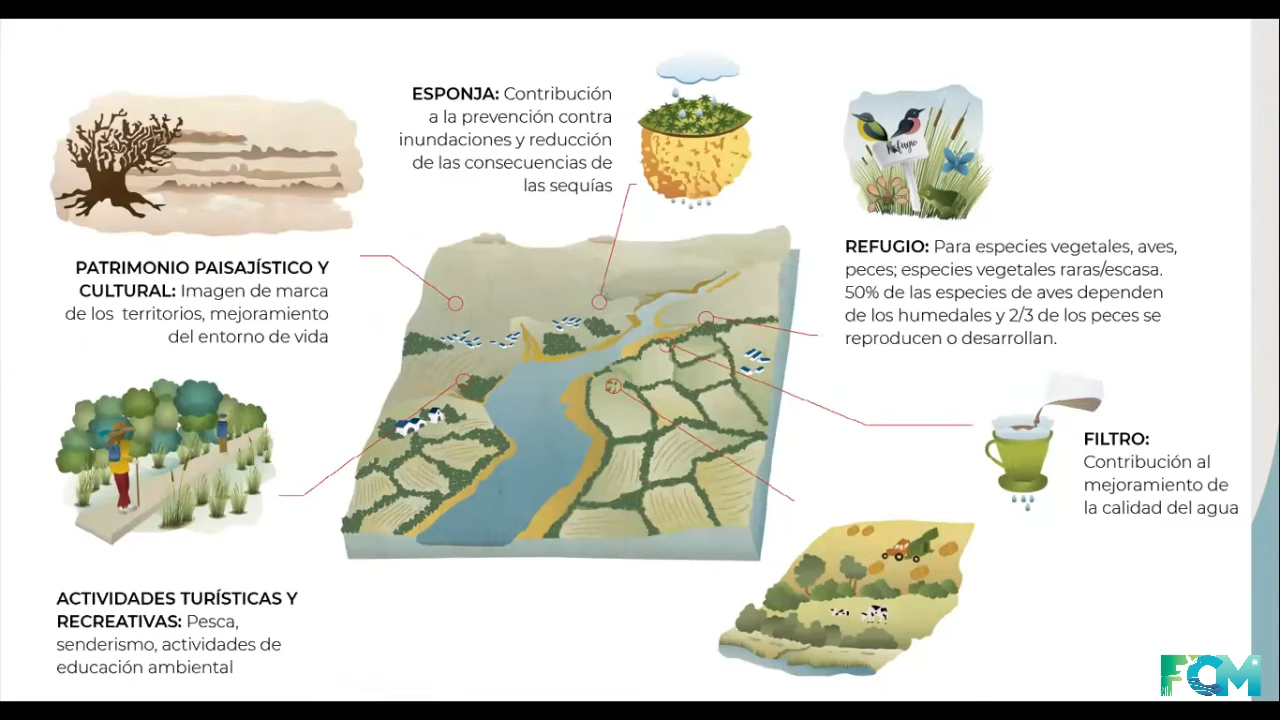 ESPONJA: Contribución
a la prevención contra
inundaciones y reducción
de las consecuencias de
las sequías
Refugio
PATRIMONIO PAISAJÍSTICO Y
CULTURAL: Imagen de marca
de los territorios, mejoramiento
del entorno de vida
REFUGIO: Para especies vegetales, aves,
peces; especies vegetales raras/escasa.
50% de las especies de aves dependen
de los humedales y 2/3 de los peces se
reproducen o desarrollan.
FILTRO:
Contribución al
mejoramiento de
la calidad del agua
ACTIVIDADES TURÍSTICAS Y
RECREATIVAS: Pesca,
senderismo, actividades de
educación ambiental
FCM